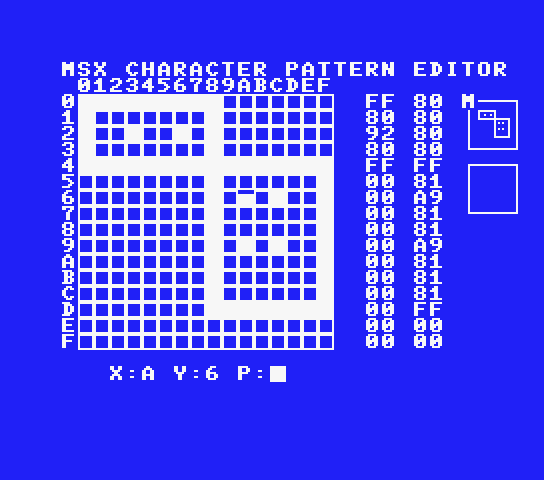 MSX CHARACTER PATTERN EDITOR
0123456789ABCDEF
0 FF 80 M
1 80 80
2 92 80
3 80 80
4 FF FF
5 00 81
6 00 A9
7 00 81
8 00 81
9 00 A9
A 00 81
B 00 81
C 00 81
D 00 FF
E 00 00
F 00 00
X:A Y:6 P: